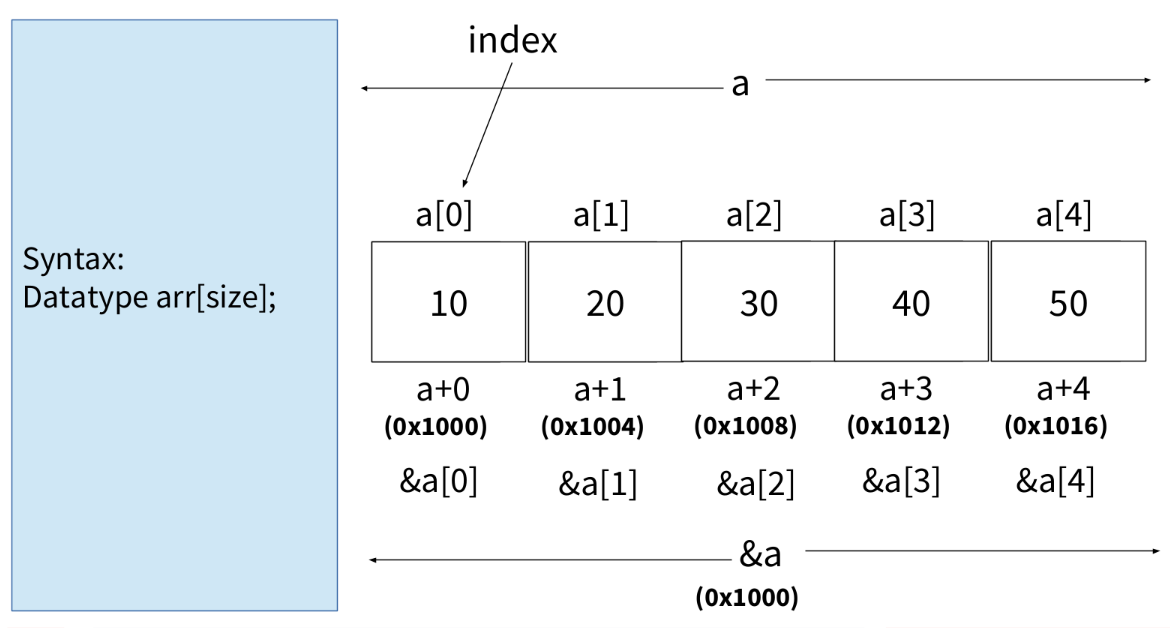 Syntax:
Datatype arr[size];
index
a
a[0] a[1] a[2] a[3] a[4]
10 20 30 40 50
a+0 a+1 a+2 a+3 a+4
(0x1000) (0x1004) (0x1008) (0x1012) (0x1016)
&a[0] &a[1] &a[2] &a[3] &a[4]
&a
(0x1000)